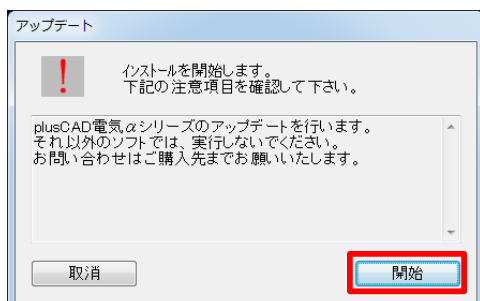 アップデート
インストールを開始します。
下記の注意項目を確認して下さい。
plusCAD電気αシリーズのアップデートを行います。
それ以外のソフトでは、実行しないでください。
お問い合わせはご購入先までお願いいたします。
取消
開始